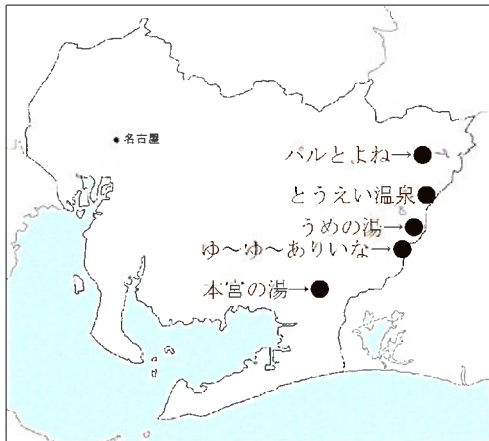 名古屋
パルとよね→
とうえい温泉
うめの湯→
ゆ〜ゆ〜ありいな→
本宮の湯→